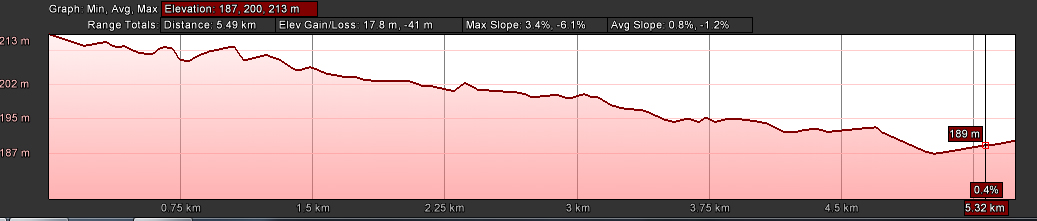 Graph: Min, Avg, Max Elevation: 187, 200, 213 m
Range Totals: Distance: 5.49 km Elev Gain/Loss: 17.8 m, -41 m Max Slope: 3.4%, -6.1% Avg Slope: 0.8%, -1.2%
213 m
202 m
195 m
189 m
187 m
0.4%
0.75 km 1.5 km 2.25 km 3 km 3.75 km 4.5 km 5.32 km